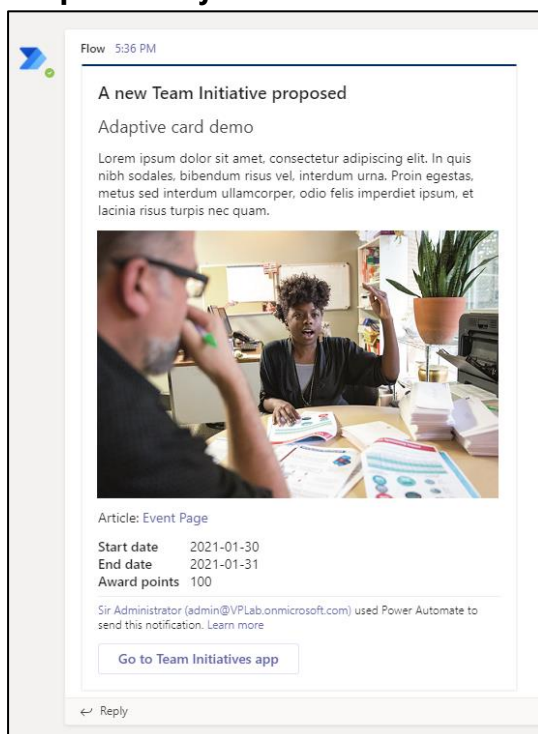 Flow 5:36 PM
A new Team Initiative proposed
Adaptive card demo
Lorem ipsum dolor sit amet, consectetur adipiscing elit. In quis
nibh sodales, bibendum risus vel, interdum urna. Proin egestas,
metus sed interdum ullamcorper, odio felis imperdiet ipsum, et
lacinia risus turpis nec quam.
Article: Event Page
Start date 2021-01-30
End date 2021-01-31
Award points 100
Sir Administrator (admin@VPLab.onmicrosoft.com) used Power Automate to
send this notification. Learn more
Go to Team Initiatives app
Reply